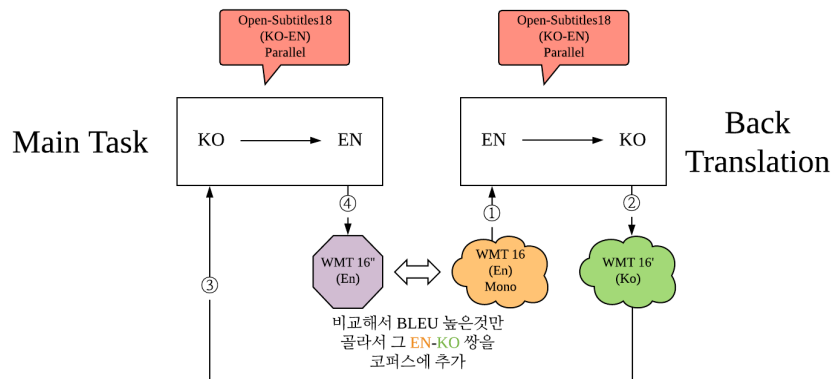 Open-Subtitles18
(KO-EN)
Parallel
Open-Subtitles18
(KO-EN)
Parallel
Main Task
KO
EN
EN
KO
Back
Translation
④
①
②
③
WMT 16"
(En)
WMT 16
(En)
Mono
WMT 16'
(Ko)
비교해서 BLEU 높은것만
골라서 그 EN-KO 쌍을
코퍼스에 추가